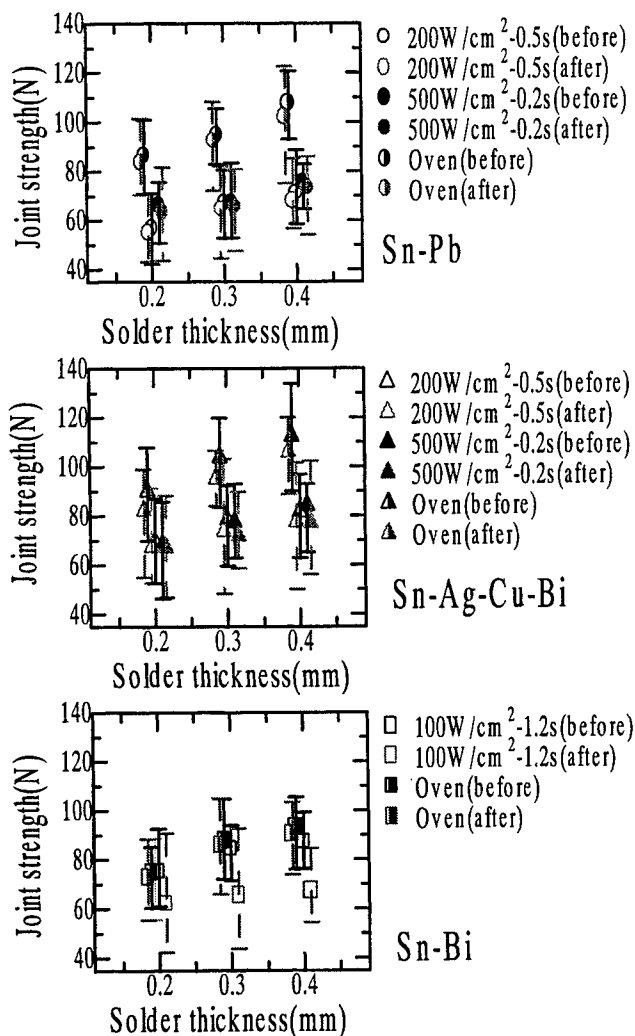 Joint strength(N)
140
120
100
80
60
40
0.2
0.3
0.4
Solder thickness(mm)
200W/cm²-0.5s(before)
200W/cm²-0.5s(after)
500W/cm²-0.2s(before)
500W/cm²-0.2s(after)
Oven(before)
Oven(after)
Sn-Pb
Joint strength(N)
140
120
100
80
60
40
0.2
0.3
0.4
Solder thickness(mm)
200W/cm²-0.5s(before)
200W/cm²-0.5s(after)
500W/cm²-0.2s(before)
500W/cm²-0.2s(after)
Oven(before)
Oven(after)
Sn-Ag-Cu-Bi
Joint strength(N)
140
120
100
80
60
40
0.2
0.3
0.4
Solder thickness(mm)
100W/cm²-1.2s(before)
100W/cm²-1.2s(after)
Oven(before)
Oven(after)
Sn-Bi